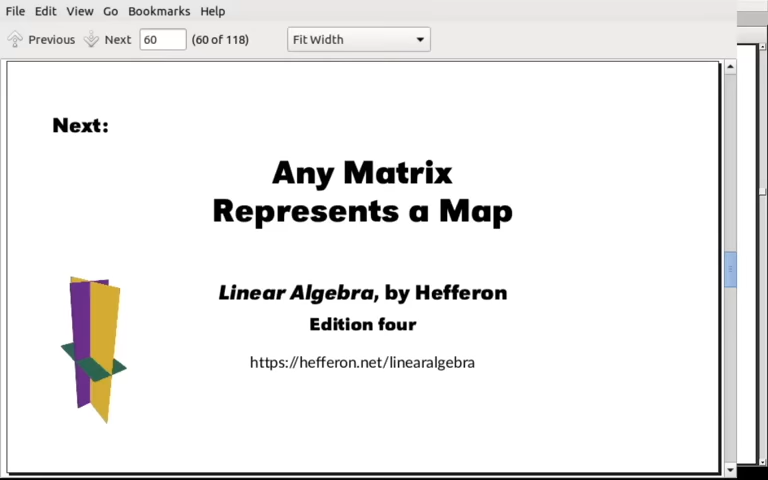 File Edit View Go Bookmarks Help
Previous Next 60 (60 of 118) Fit Width
Next:
Any Matrix
Represents a Map
Linear Algebra, by Hefferon
Edition four
https://hefferon.net/linearalgebra